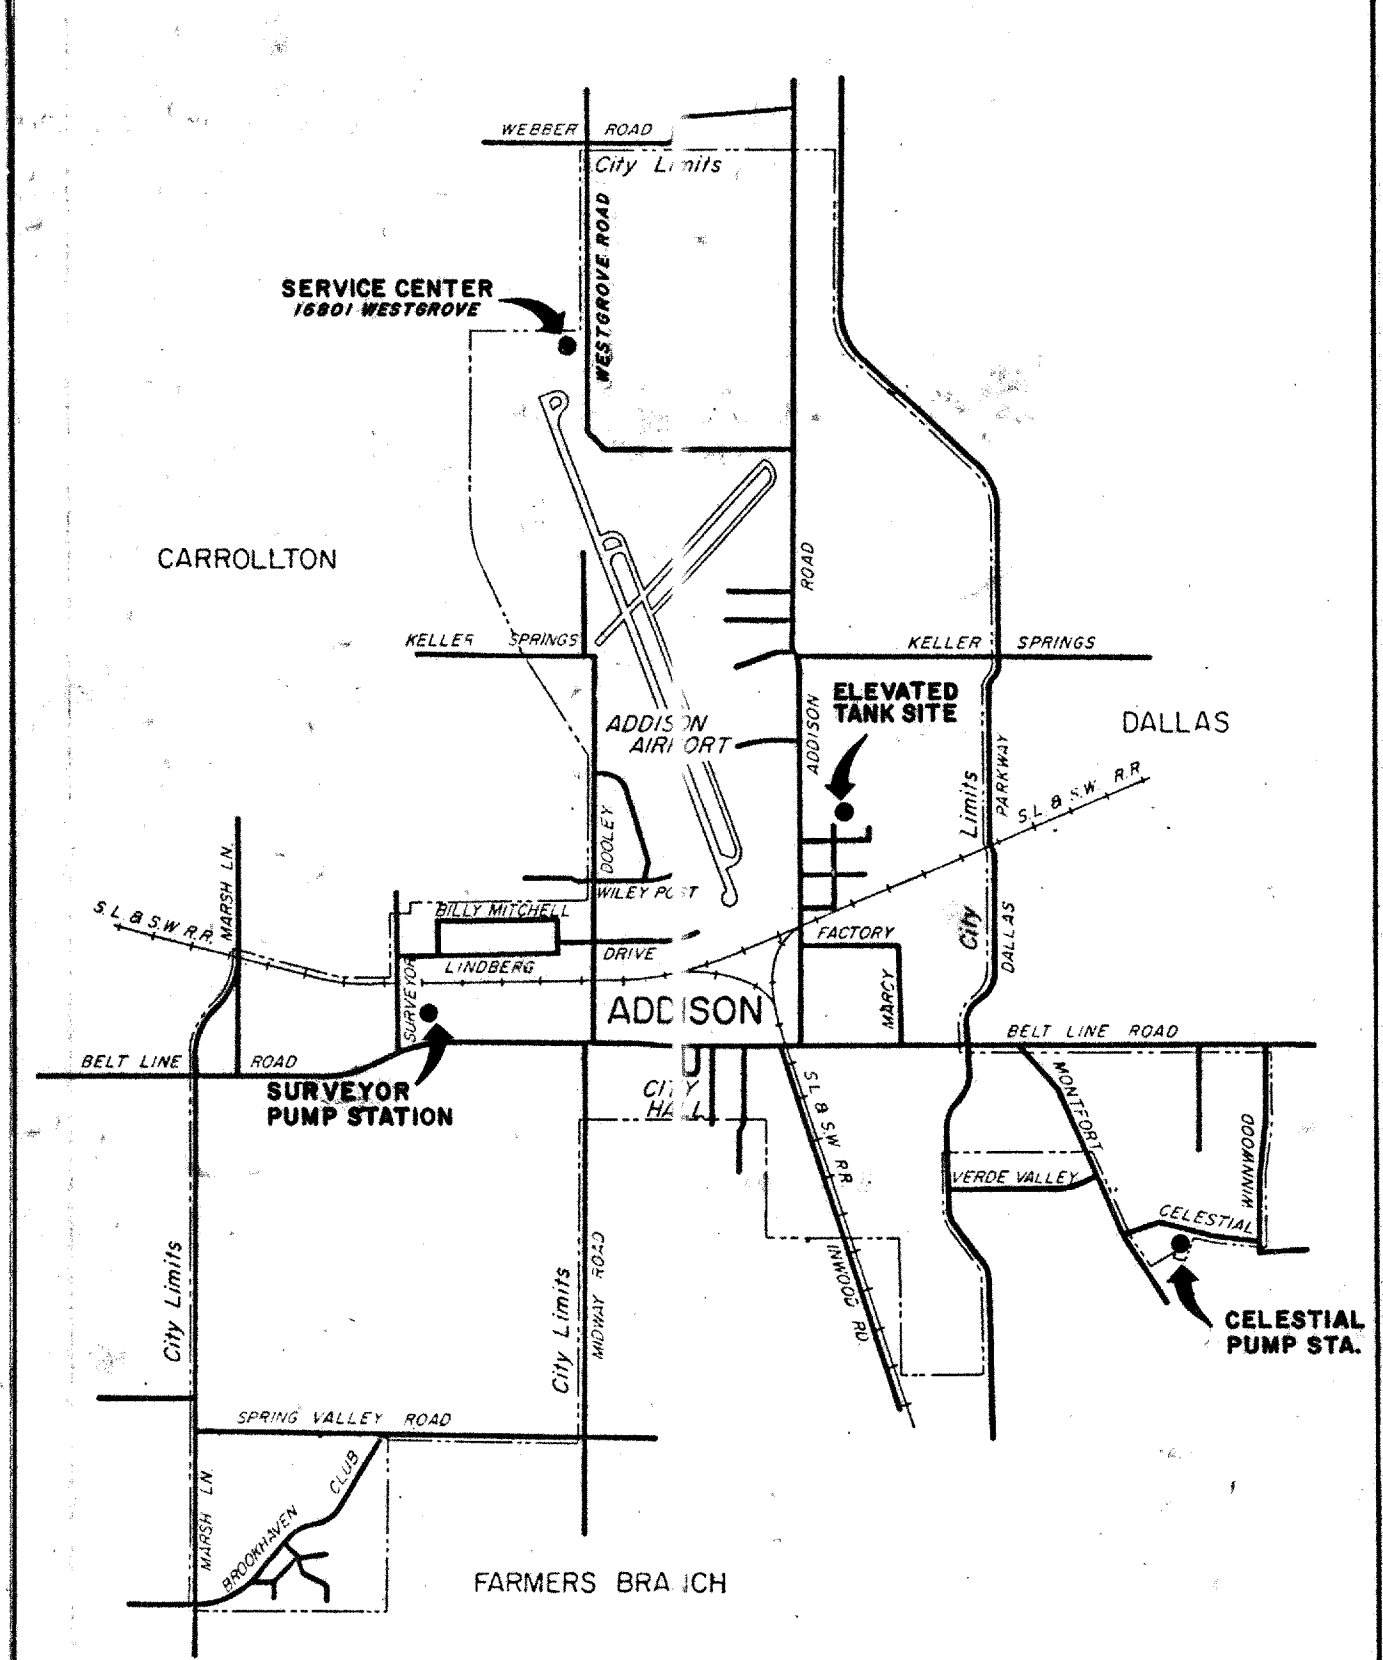 WEBBER ROAD
City Limits
WESTGROVE ROAD
SERVICE CENTER
16801 WESTGROVE
CARROLLTON
ROAD
KELLER SPRINGS
KELLER SPRINGS
ELEVATED
TANK SITE
ADDISON
AIRPORT
ADDISON
DALLAS
PARKWAY
City Limits
S.L. & S.W. R.R.
DOOLEY
MARSH LN.
WILEY POST
S.L. & S.W R.R.
BILLY MITCHELL
DRIVE
FACTORY
LINDBERG
SURVEYOR
MARCY
DALLAS
ADDISON
BELT LINE ROAD
BELT LINE ROAD
SURVEYOR
PUMP STATION
CITY
HALL
S.L. & S.W. R.R.
MONTFORT
WINNWOOD
VERDE VALLEY
CELESTIAL
City Limits
City Limits
MIDWAY ROAD
INWOOD RD.
CELESTIAL
PUMP STA.
SPRING VALLEY ROAD
MARSH LN.
BROOKHAVEN CLUB
FARMERS BRANCH